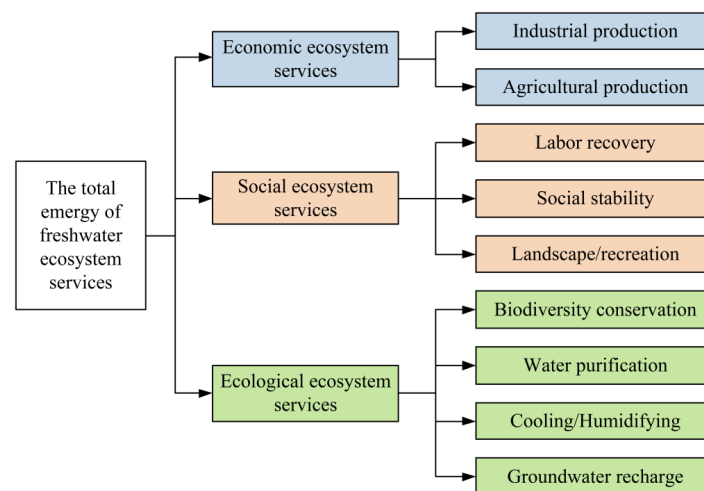 The total
emergy of
freshwater
ecosystem
services
Economic ecosystem
services
Industrial production
Agricultural production
Social ecosystem
services
Labor recovery
Social stability
Landscape/recreation
Ecological ecosystem
services
Biodiversity conservation
Water purification
Cooling/Humidifying
Groundwater recharge